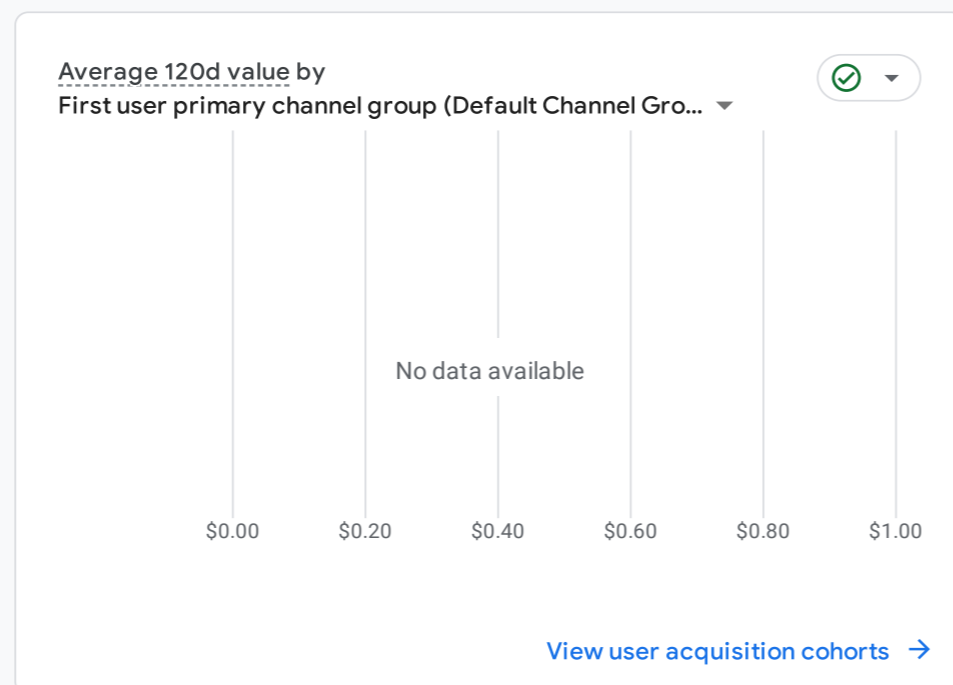 Average 120d value by
First user primary channel group (Default Channel Gro...
No data available
$0.00 $0.20 $0.40 $0.60 $0.80 $1.00
View user acquisition cohorts